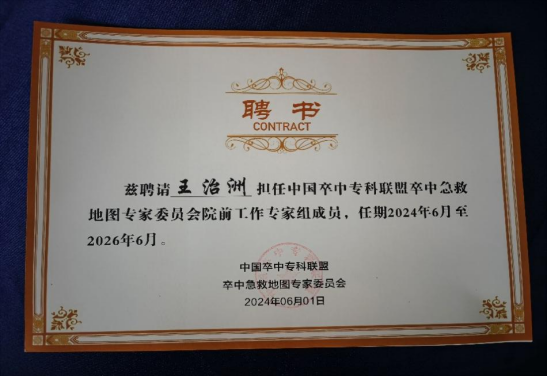 聘书
CONTRACT
兹聘请 王治洲 担任中国卒中专科联盟卒中急救
地图专家委员会院前工作专家组成员，任期2024年6月至
2026年6月。
中国卒中专科联盟
卒中急救地图专家委员会
2024年06月01日